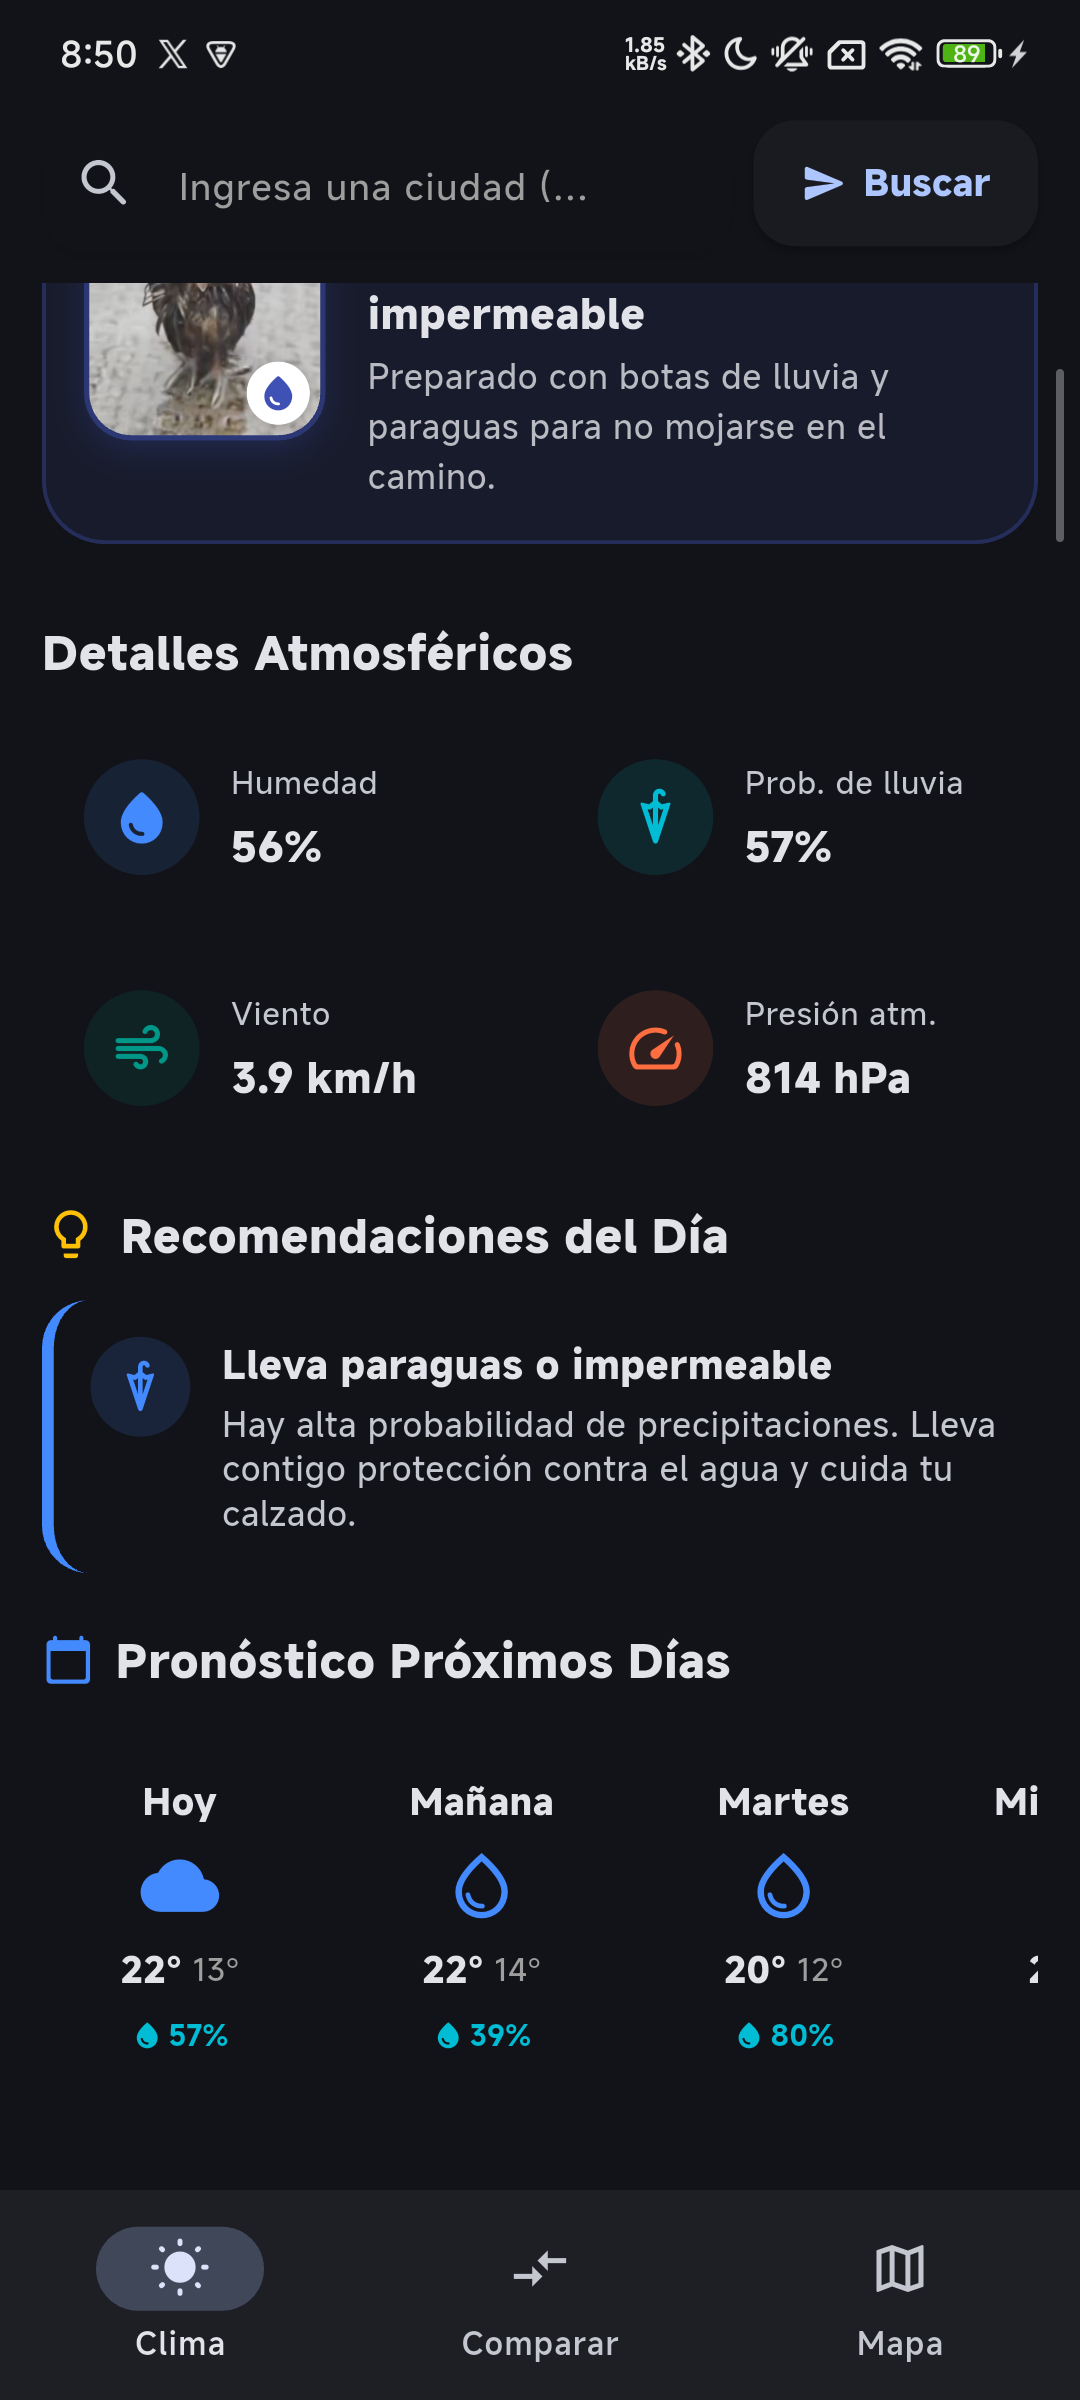 8:50
1.85
kB/s
89
Ingresa una ciudad (...
Buscar
impermeable
Preparado con botas de lluvia y
paraguas para no mojarse en el
camino.
Detalles Atmosféricos
Humedad
56%
Prob. de lluvia
57%
Viento
3.9 km/h
Presión atm.
814 hPa
Recomendaciones del Día
Lleva paraguas o impermeable
Hay alta probabilidad de precipitaciones. Lleva
contigo protección contra el agua y cuida tu
calzado.
Pronóstico Próximos Días
Hoy
22° 13°
57%
Mañana
22° 14°
39%
Martes
20° 12°
80%
Mi
Clima
Comparar
Mapa